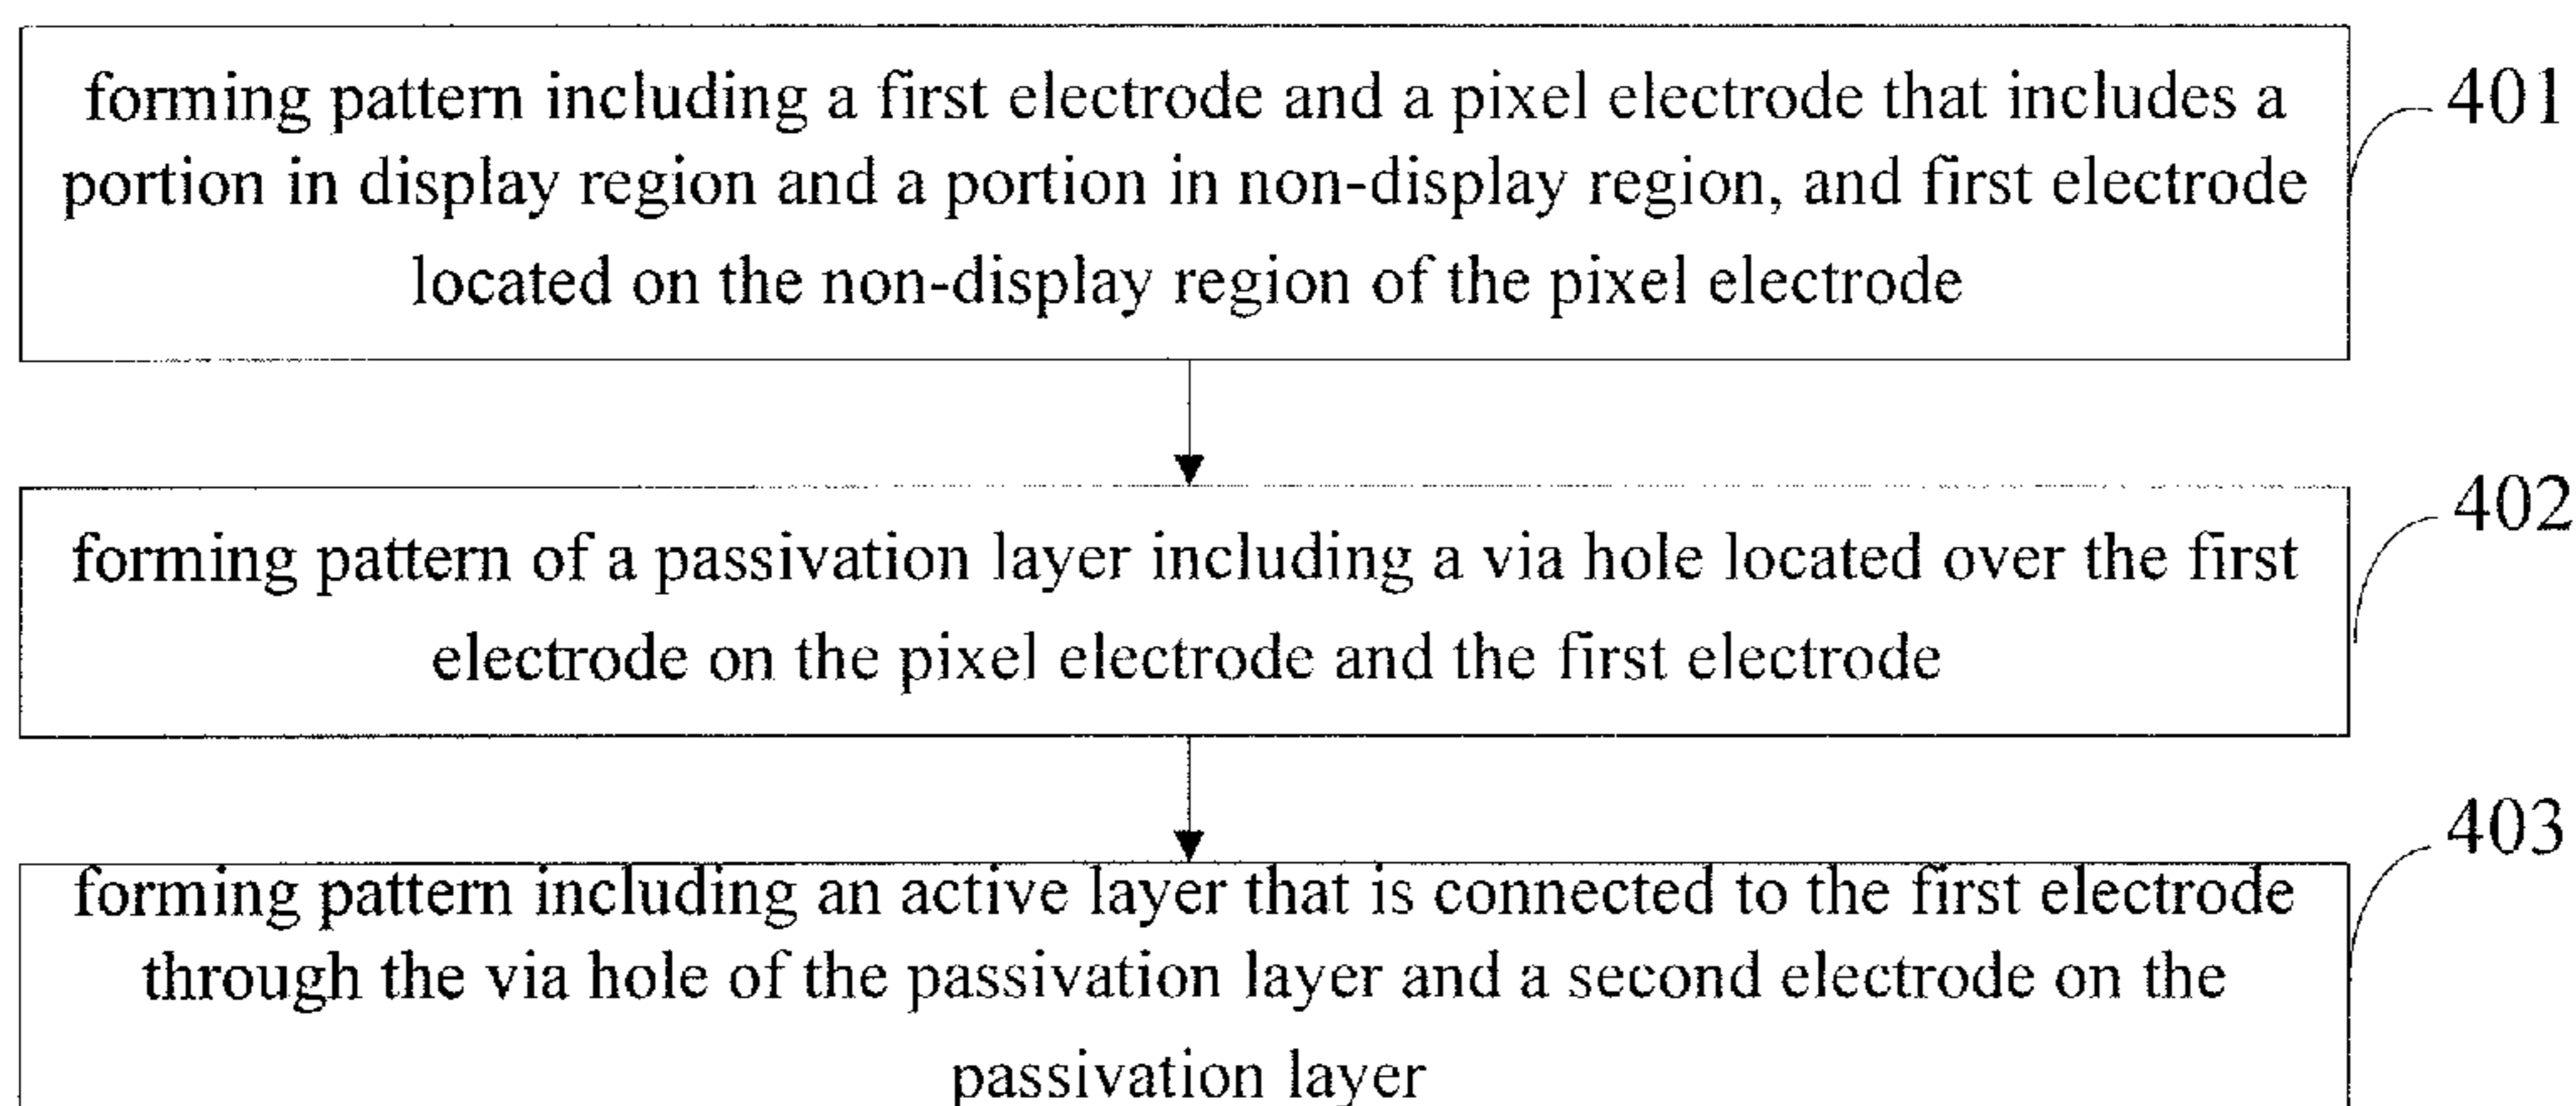 forming pattern including a first electrode and a pixel electrode that includes a
401
portion in display region and a portion in non-display region, and first electrode
located on the non-display region of the pixel electrode
402
forming pattern of a passivation layer including a via hole located over the first
electrode on the pixel electrode and the first electrode
403
forming pattern including an active layer that is connected to the first electrode
through the via hole of the passivation layer and a second electrode on the
passivation layer